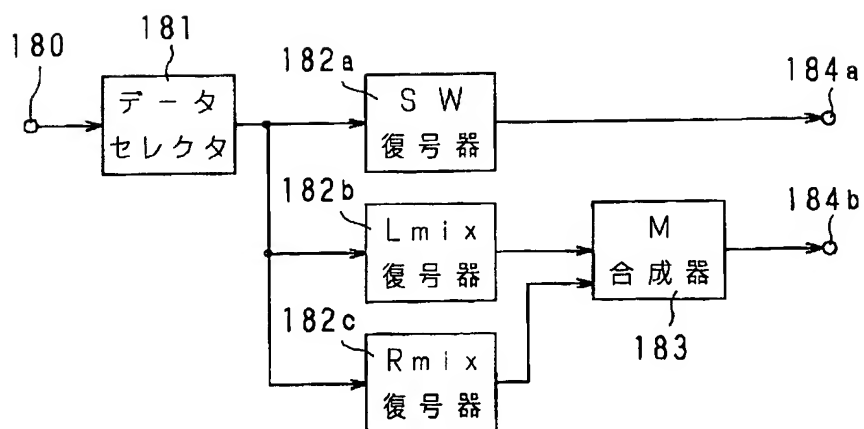 180
181
データ
セレクタ
182a
SW
復号器
184a
182b
Lmix
復号器
M
合成器
184b
183
182c
Rmix
復号器